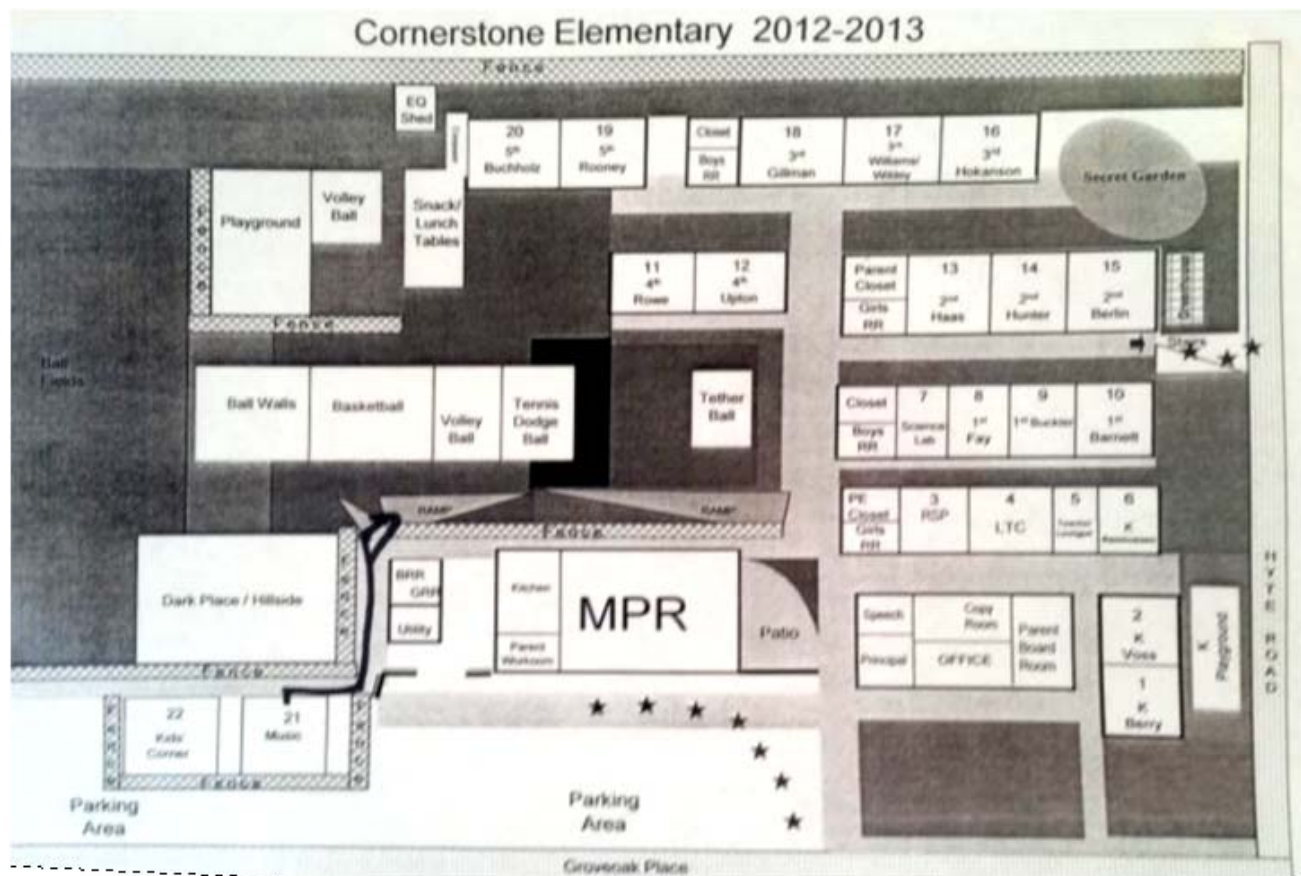 Cornerstone Elementary 2012-2013
Fence
EQ
Shed
20
5th
Buchholz
19
5th
Rooney
Closet
Boys
RR
18
3rd
Gillman
17
3rd
Williams/
16
3rd
Hokanson
Secret Garden
Playground
Volley
Ball
Snack/
Lunch
Tables
Fence
Fence
11
4th
Rowe
12
4th
Upton
Parent
Closet
Girls
RR
13
2nd
Haas
14
2nd
Hunter
15
2nd
Berlin
Stairs
Ball
Fields
Ball Walls
Basketball
Volley
Ball
Tennis
Dodge
Ball
Tether
Ball
Closet
Boys
RR
7
Science
Lab
8
1st
Fay
9
1st Buckler
10
1st
Barnett
RAMP
RAMP
Fence
PE
Closet
Girls
RR
3
RSP
4
LTC
5
Lounge
6
K
Dark Place / Hillside
Fence
Fence
BRR
GRR
Utility
Kitchen
Parent
Workroom
MPR
Patio
Speech
Principal
Copy
Room
OFFICE
Parent
Board
Room
2
K
Voss
1
K
Berry
K
Playground
HYTE ROAD
22
Kids'
Corner
21
Music
Fence
Fence
Fence
Parking
Area
Parking
Area
Groveoak Place